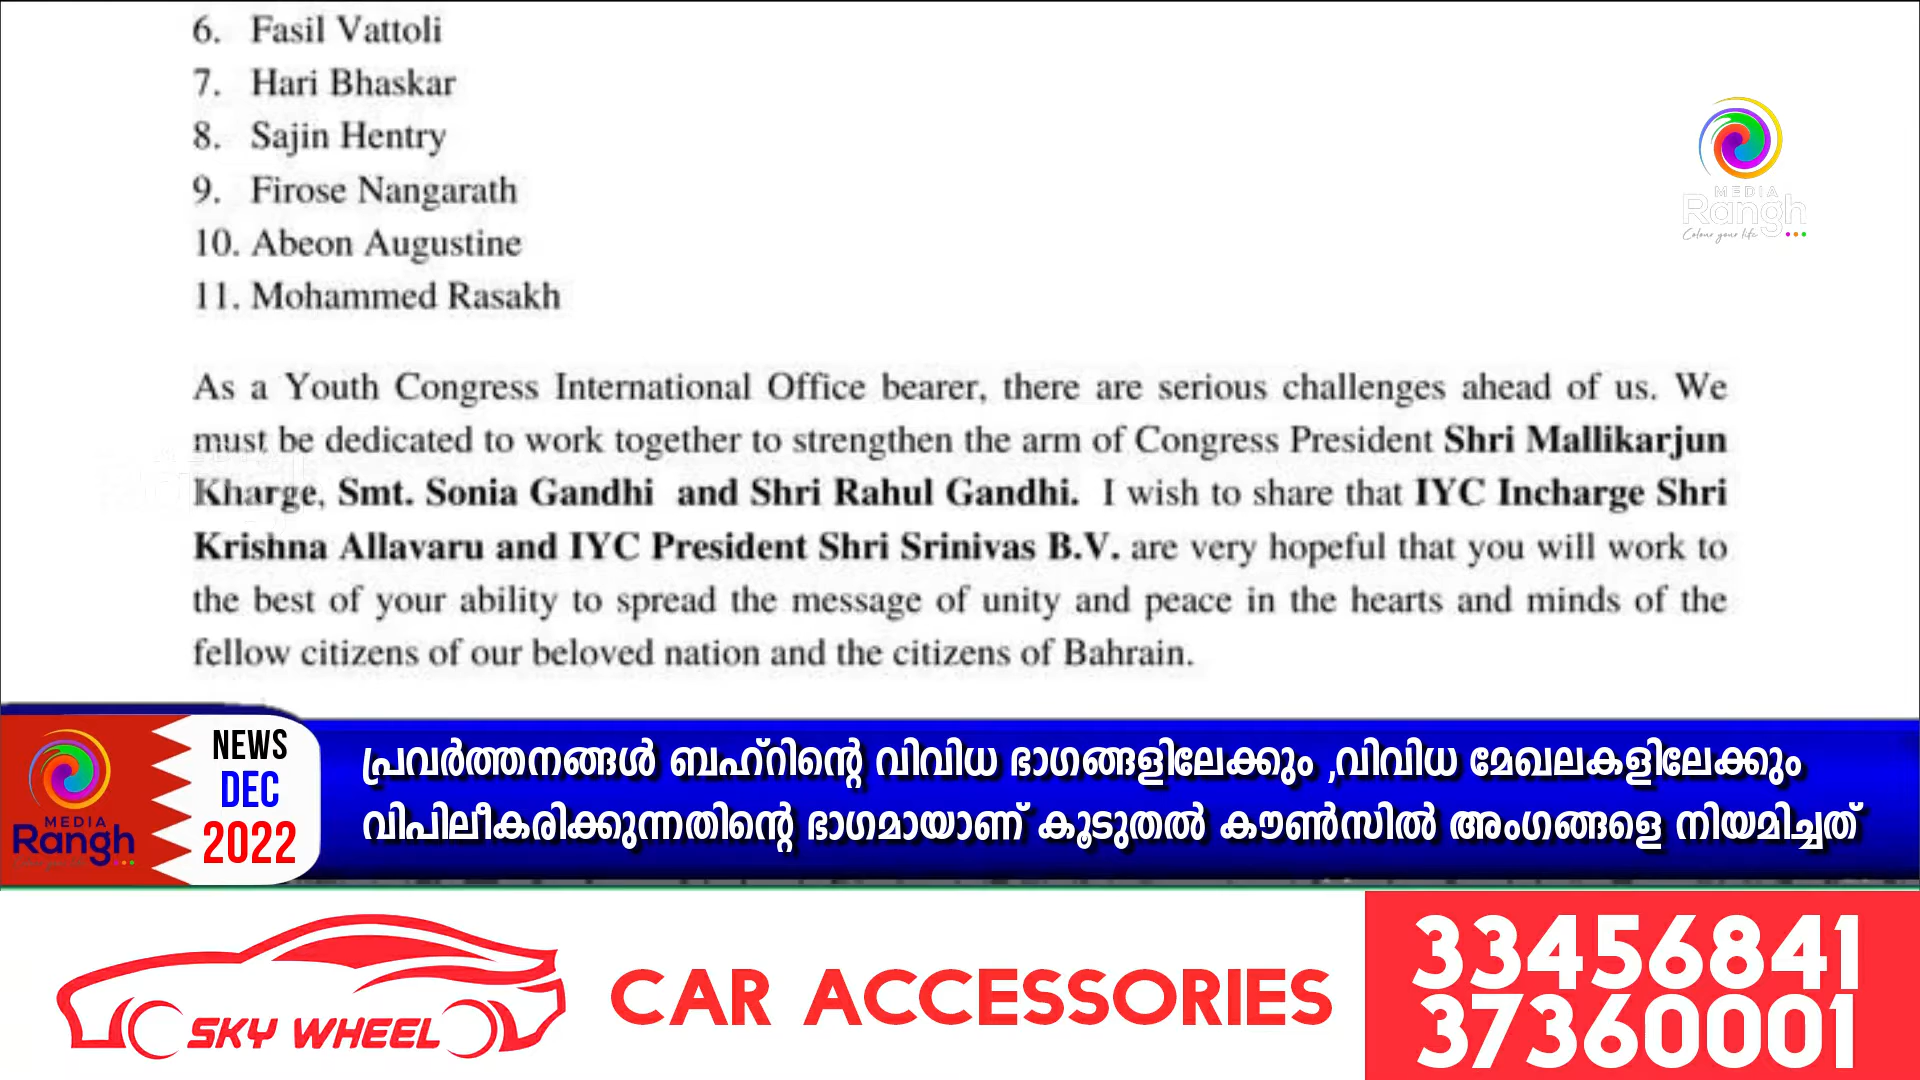 6. Fasil Vattoli
7. Hari Bhaskar
8. Sajin Hentry
9. Firose Nangarath
10. Abeon Augustine
11. Mohammed Rasakh
MEDIA
Rangh
Colour your life
As a Youth Congress International Office bearer, there are serious challenges ahead of us. We
must be dedicated to work together to strengthen the arm of Congress President Shri Mallikarjun
Kharge, Smt. Sonia Gandhi and Shri Rahul Gandhi. I wish to share that IYC Incharge Shri
Krishna Allavaru and IYC President Shri Srinivas B.V. are very hopeful that you will work to
the best of your ability to spread the message of unity and peace in the hearts and minds of the
fellow citizens of our beloved nation and the citizens of Bahrain.
MEDIA
Rangh
NEWS
DEC
2022
പ്രവർത്തനങ്ങൾ ബഹ്റിന്റെ വിവിധ ഭാഗങ്ങളിലേക്കും ,വിവിധ മേഖലകളിലേക്കും
വിപിലീകരിക്കുന്നതിന്റെ ഭാഗമായാണ് കൂടുതൽ കൗൺസിൽ അംഗങ്ങളെ നിയമിച്ചത്
SKY WHEEL
CAR ACCESSORIES
33456841
37360001